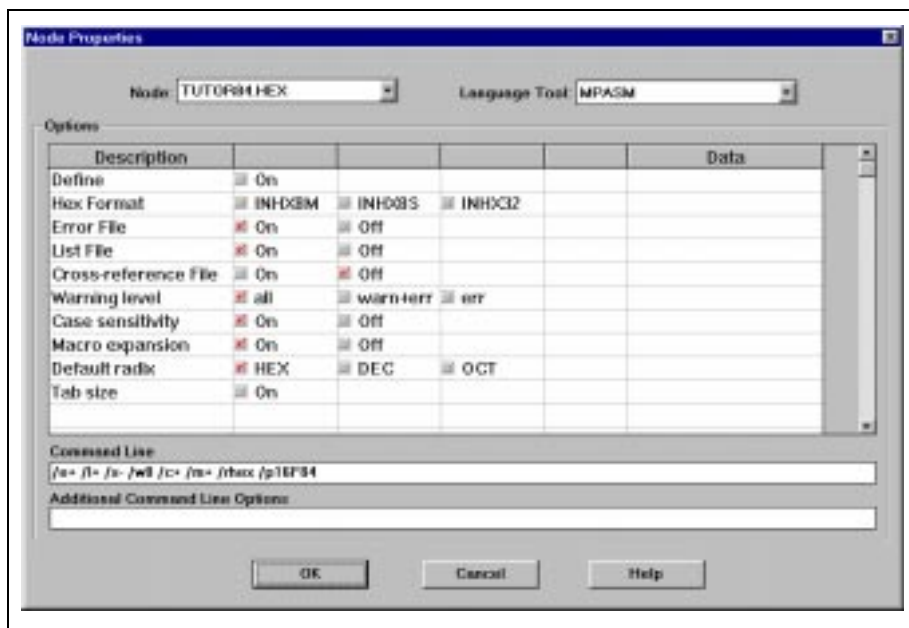 Node Properties
Node: TUTOR84.HEX Language Tool: MPASM
Options
Description Data
Define On
Hex Format INHX8M INHX8S INHX32
Error File On Off
List File On Off
Cross-reference File On Off
Warning level all warn+err err
Case sensitivity On Off
Macro expansion On Off
Default radix HEX DEC OCT
Tab size On
Command Line
/e+ /l+ /x- /w0 /c+ /m+ /rhex /p16F84
Additional Command Line Options
OK Cancel Help